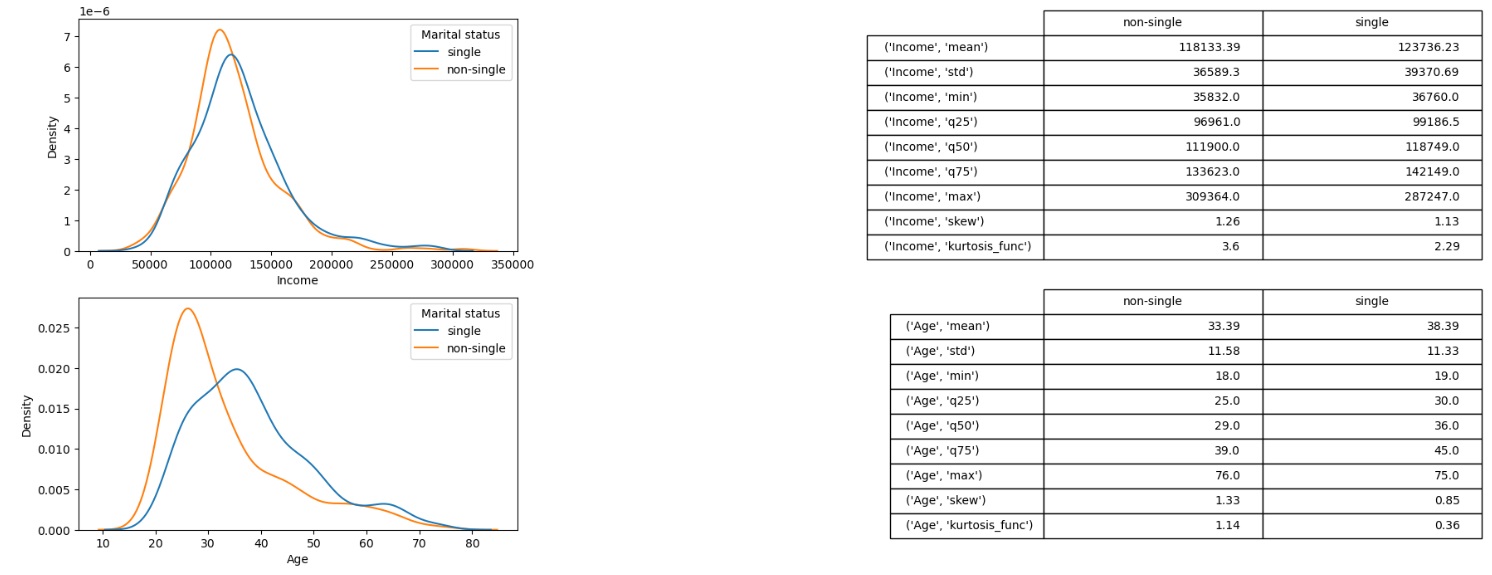 1e−6
7
6
5
4
3
2
1
0
Density
Marital status
single
non-single
0 50000 100000 150000 200000 250000 300000 350000
Income
non-single single
('Income', 'mean') 118133.39 123736.23
('Income', 'std') 36589.3 39370.69
('Income', 'min') 35832.0 36760.0
('Income', 'q25') 96961.0 99186.5
('Income', 'q50') 111900.0 118749.0
('Income', 'q75') 133623.0 142149.0
('Income', 'max') 309364.0 287247.0
('Income', 'skew') 1.26 1.13
('Income', 'kurtosis_func') 3.6 2.29
0.025
0.020
0.015
0.010
0.005
0.000
Density
Marital status
single
non-single
10 20 30 40 50 60 70 80
Age
non-single single
('Age', 'mean') 33.39 38.39
('Age', 'std') 11.58 11.33
('Age', 'min') 18.0 19.0
('Age', 'q25') 25.0 30.0
('Age', 'q50') 29.0 36.0
('Age', 'q75') 39.0 45.0
('Age', 'max') 76.0 75.0
('Age', 'skew') 1.33 0.85
('Age', 'kurtosis_func') 1.14 0.36